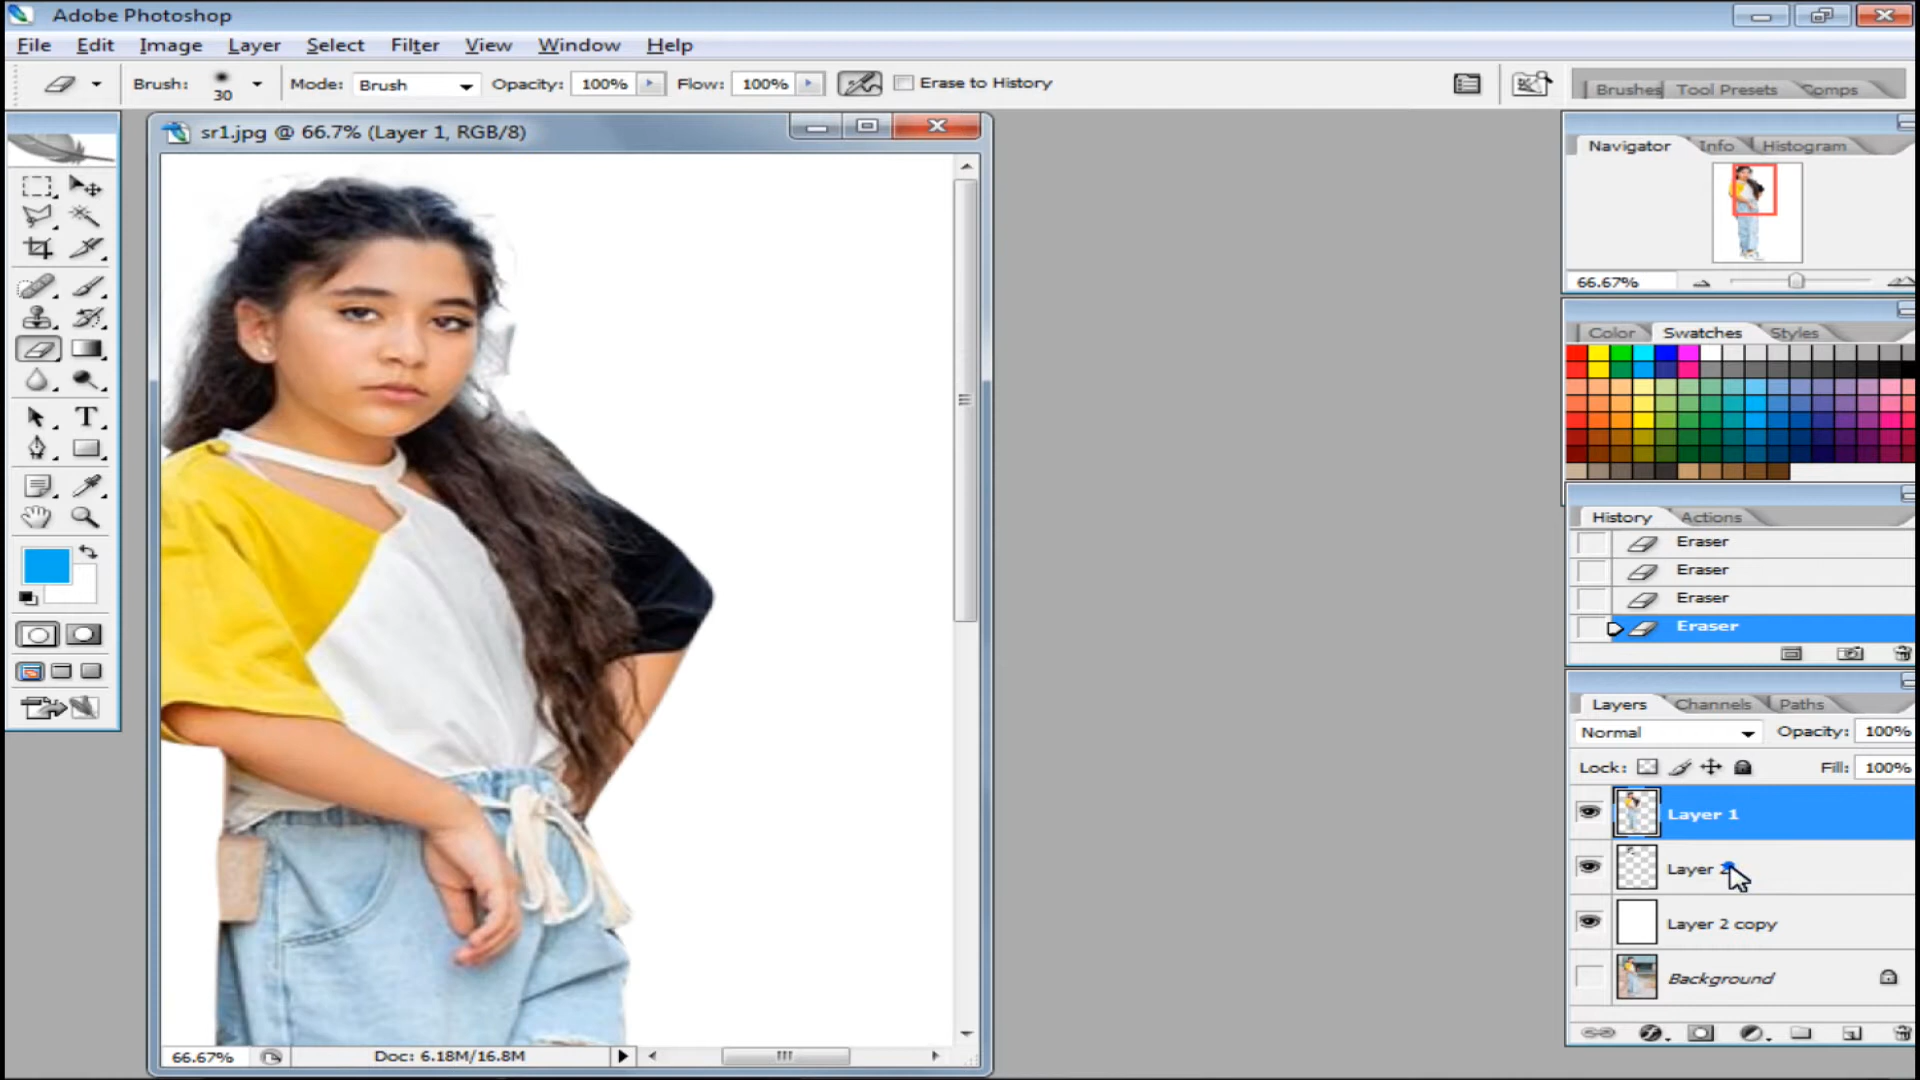 Adobe Photoshop
File Edit Image Layer Select Filter View Window Help
Brush: 30 Mode: Brush Opacity: 100% Flow: 100% Erase to History
Brushes Tool Presets Comps
sr1.jpg @ 66.7% (Layer 1, RGB/8)
Navigator Info Histogram
66.67%
Color Swatches Styles
History Actions
Eraser
Eraser
Eraser
Eraser
Layers Channels Paths
Normal Opacity: 100%
Lock: Fill: 100%
Layer 1
Layer
Layer 2 copy
Background
66.67% Doc: 6.18M/16.8M